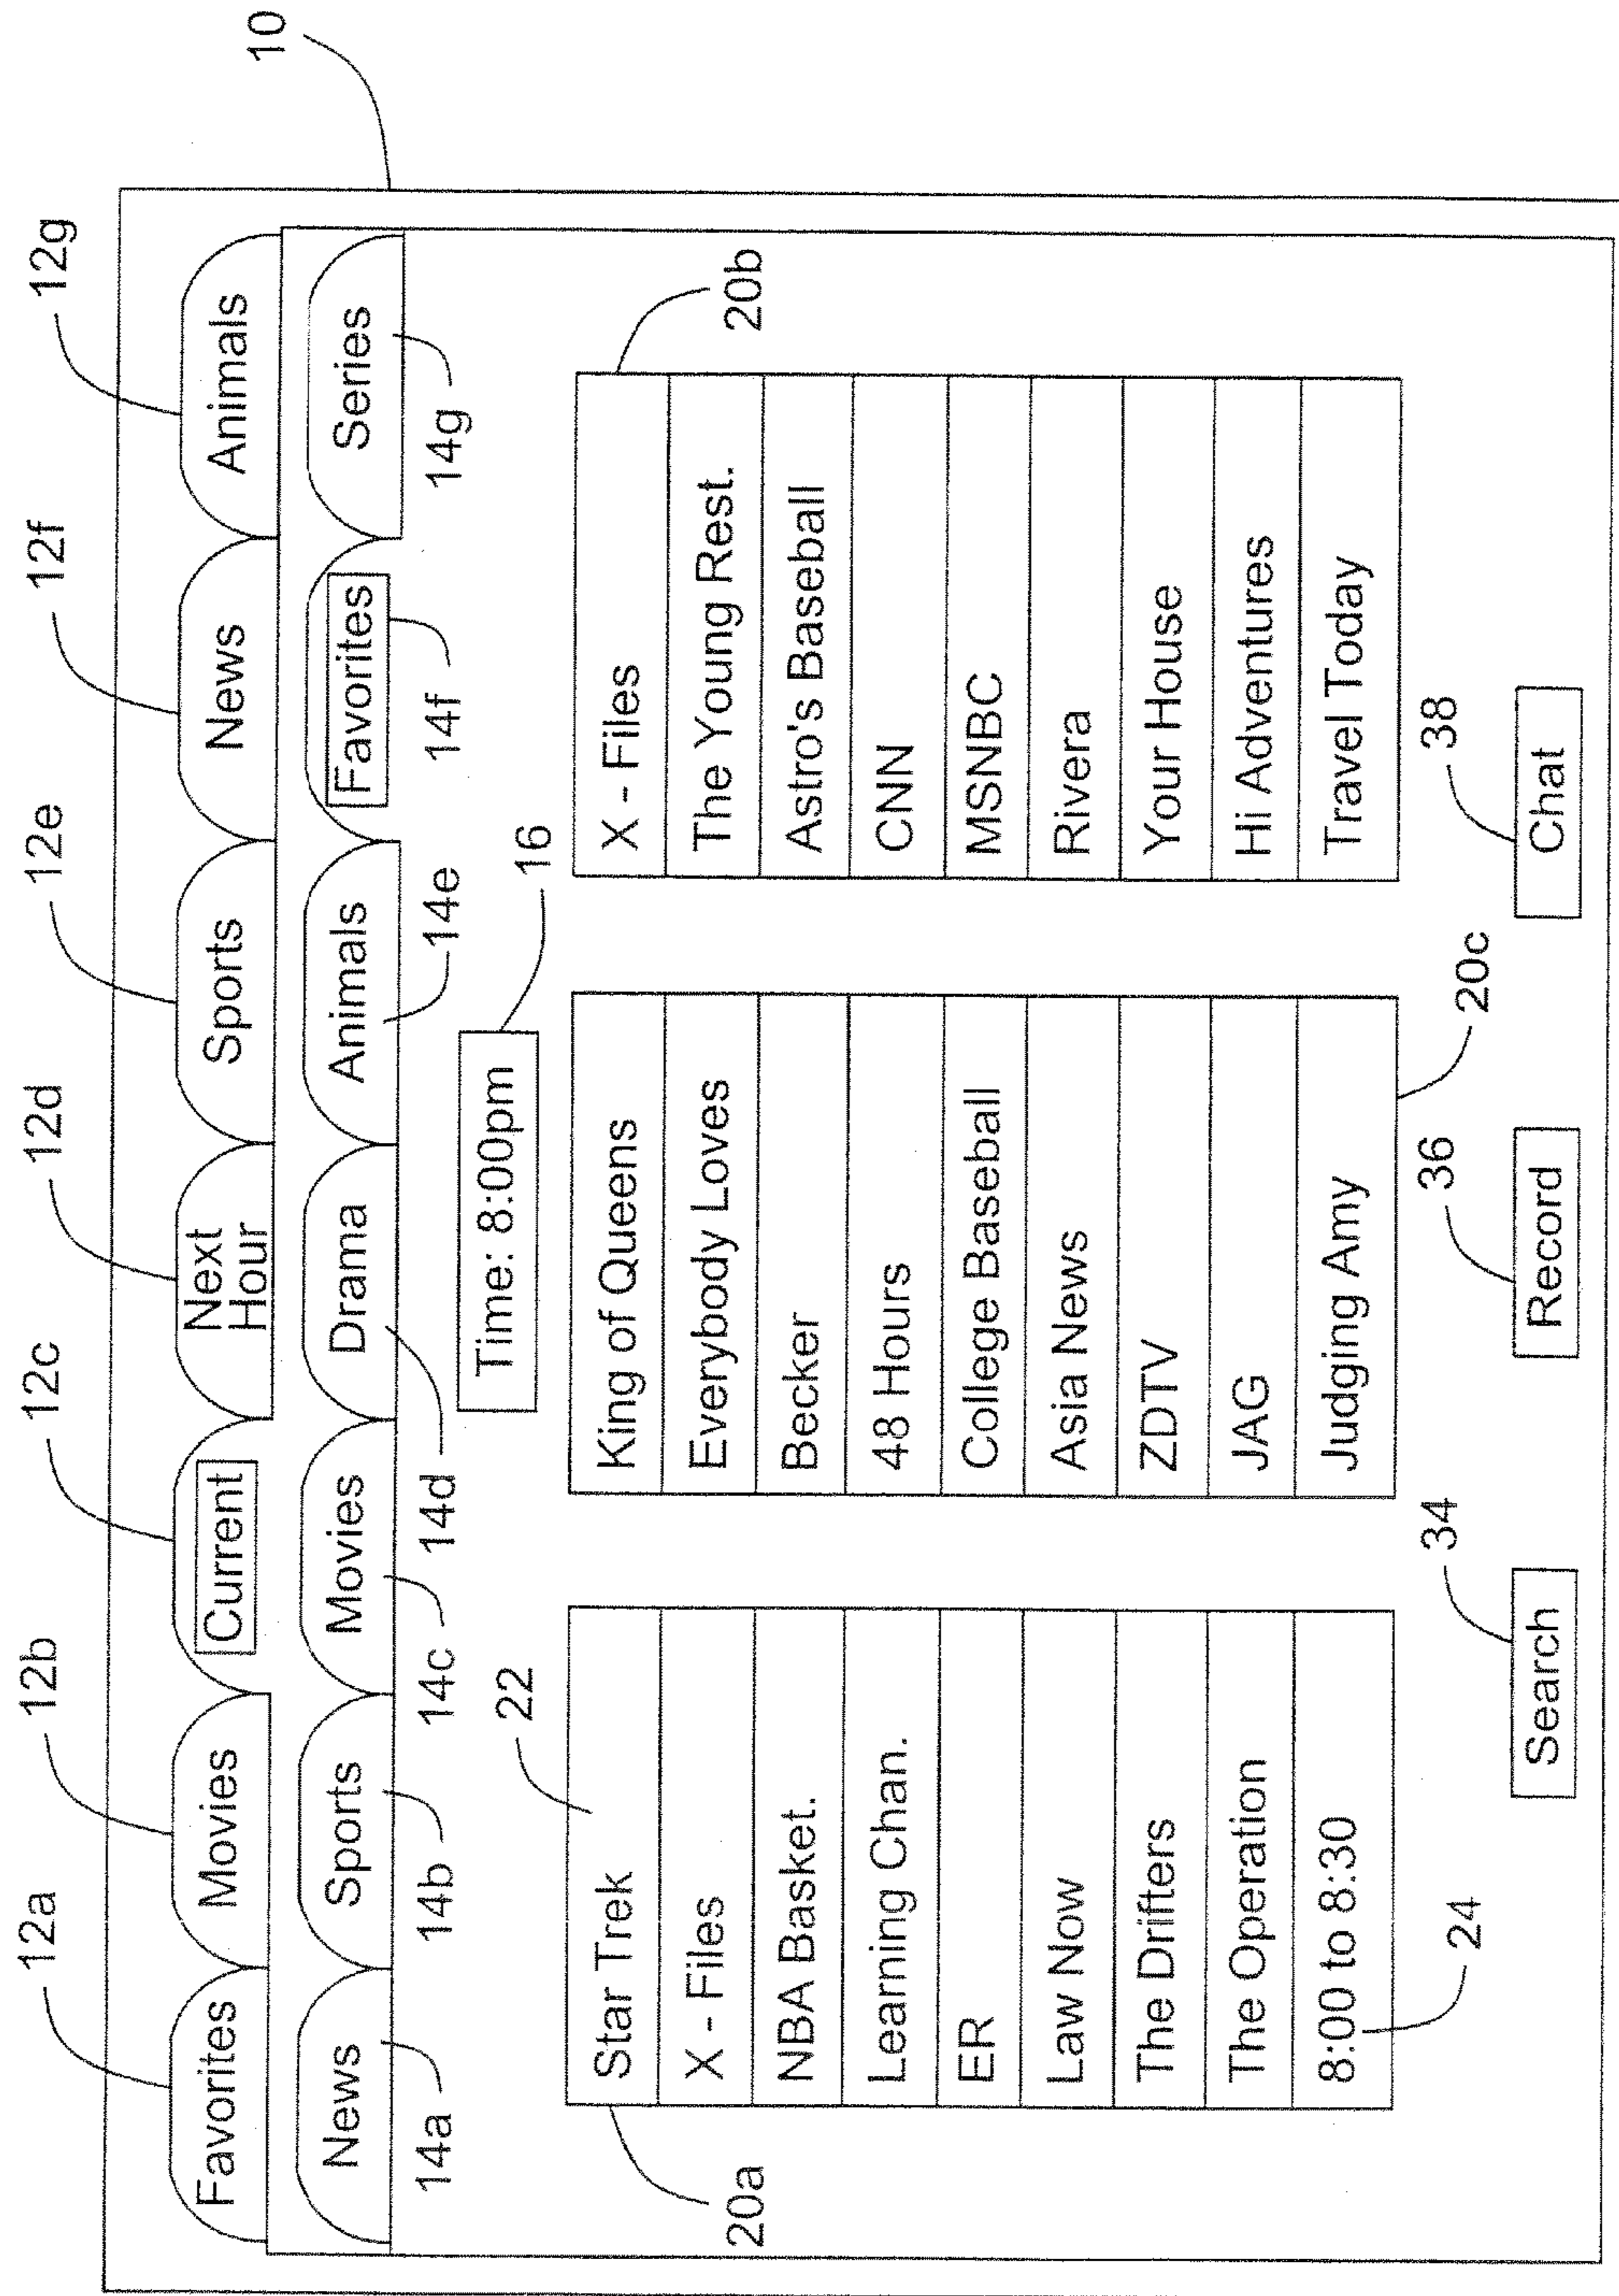 10
12a
12b
12c
12d
12e
12f
12g
Favorites
Movies
Current
Next
Hour
Sports
News
Animals
News
Sports
Movies
Drama
Animals
Favorites
Series
14a
14b
14c
14d
14e
14f
14g
Time: 8:00pm
16
22
20a
Star Trek
X - Files
NBA Basket.
Learning Chan.
ER
Law Now
The Drifters
The Operation
8:00 to 8:30
24
King of Queens
Everybody Loves
Becker
48 Hours
College Baseball
Asia News
ZDTV
JAG
Judging Amy
20c
X - Files
The Young Rest.
Astro's Baseball
CNN
MSNBC
Rivera
Your House
Hi Adventures
Travel Today
20b
34
36
38
Search
Record
Chat